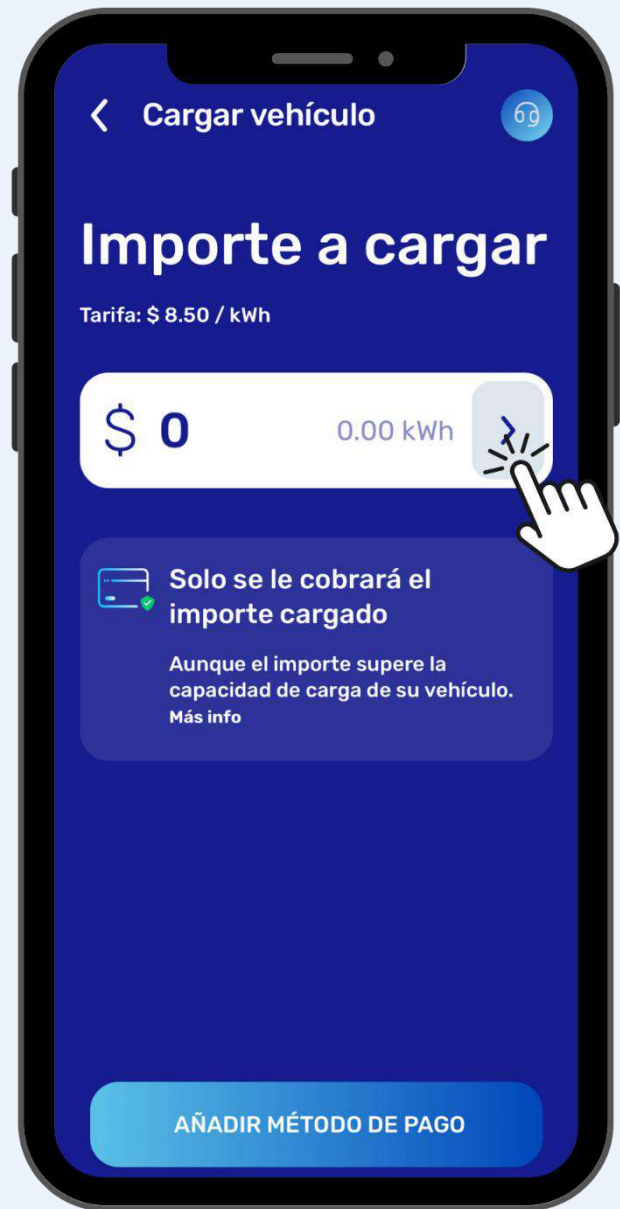 Cargar vehículo
Importe a cargar
Tarifa: $ 8.50 / kWh
$ 0 0.00 kWh
Solo se le cobrará el
importe cargado
Aunque el importe supere la
capacidad de carga de su vehículo.
Más info
AÑADIR MÉTODO DE PAGO